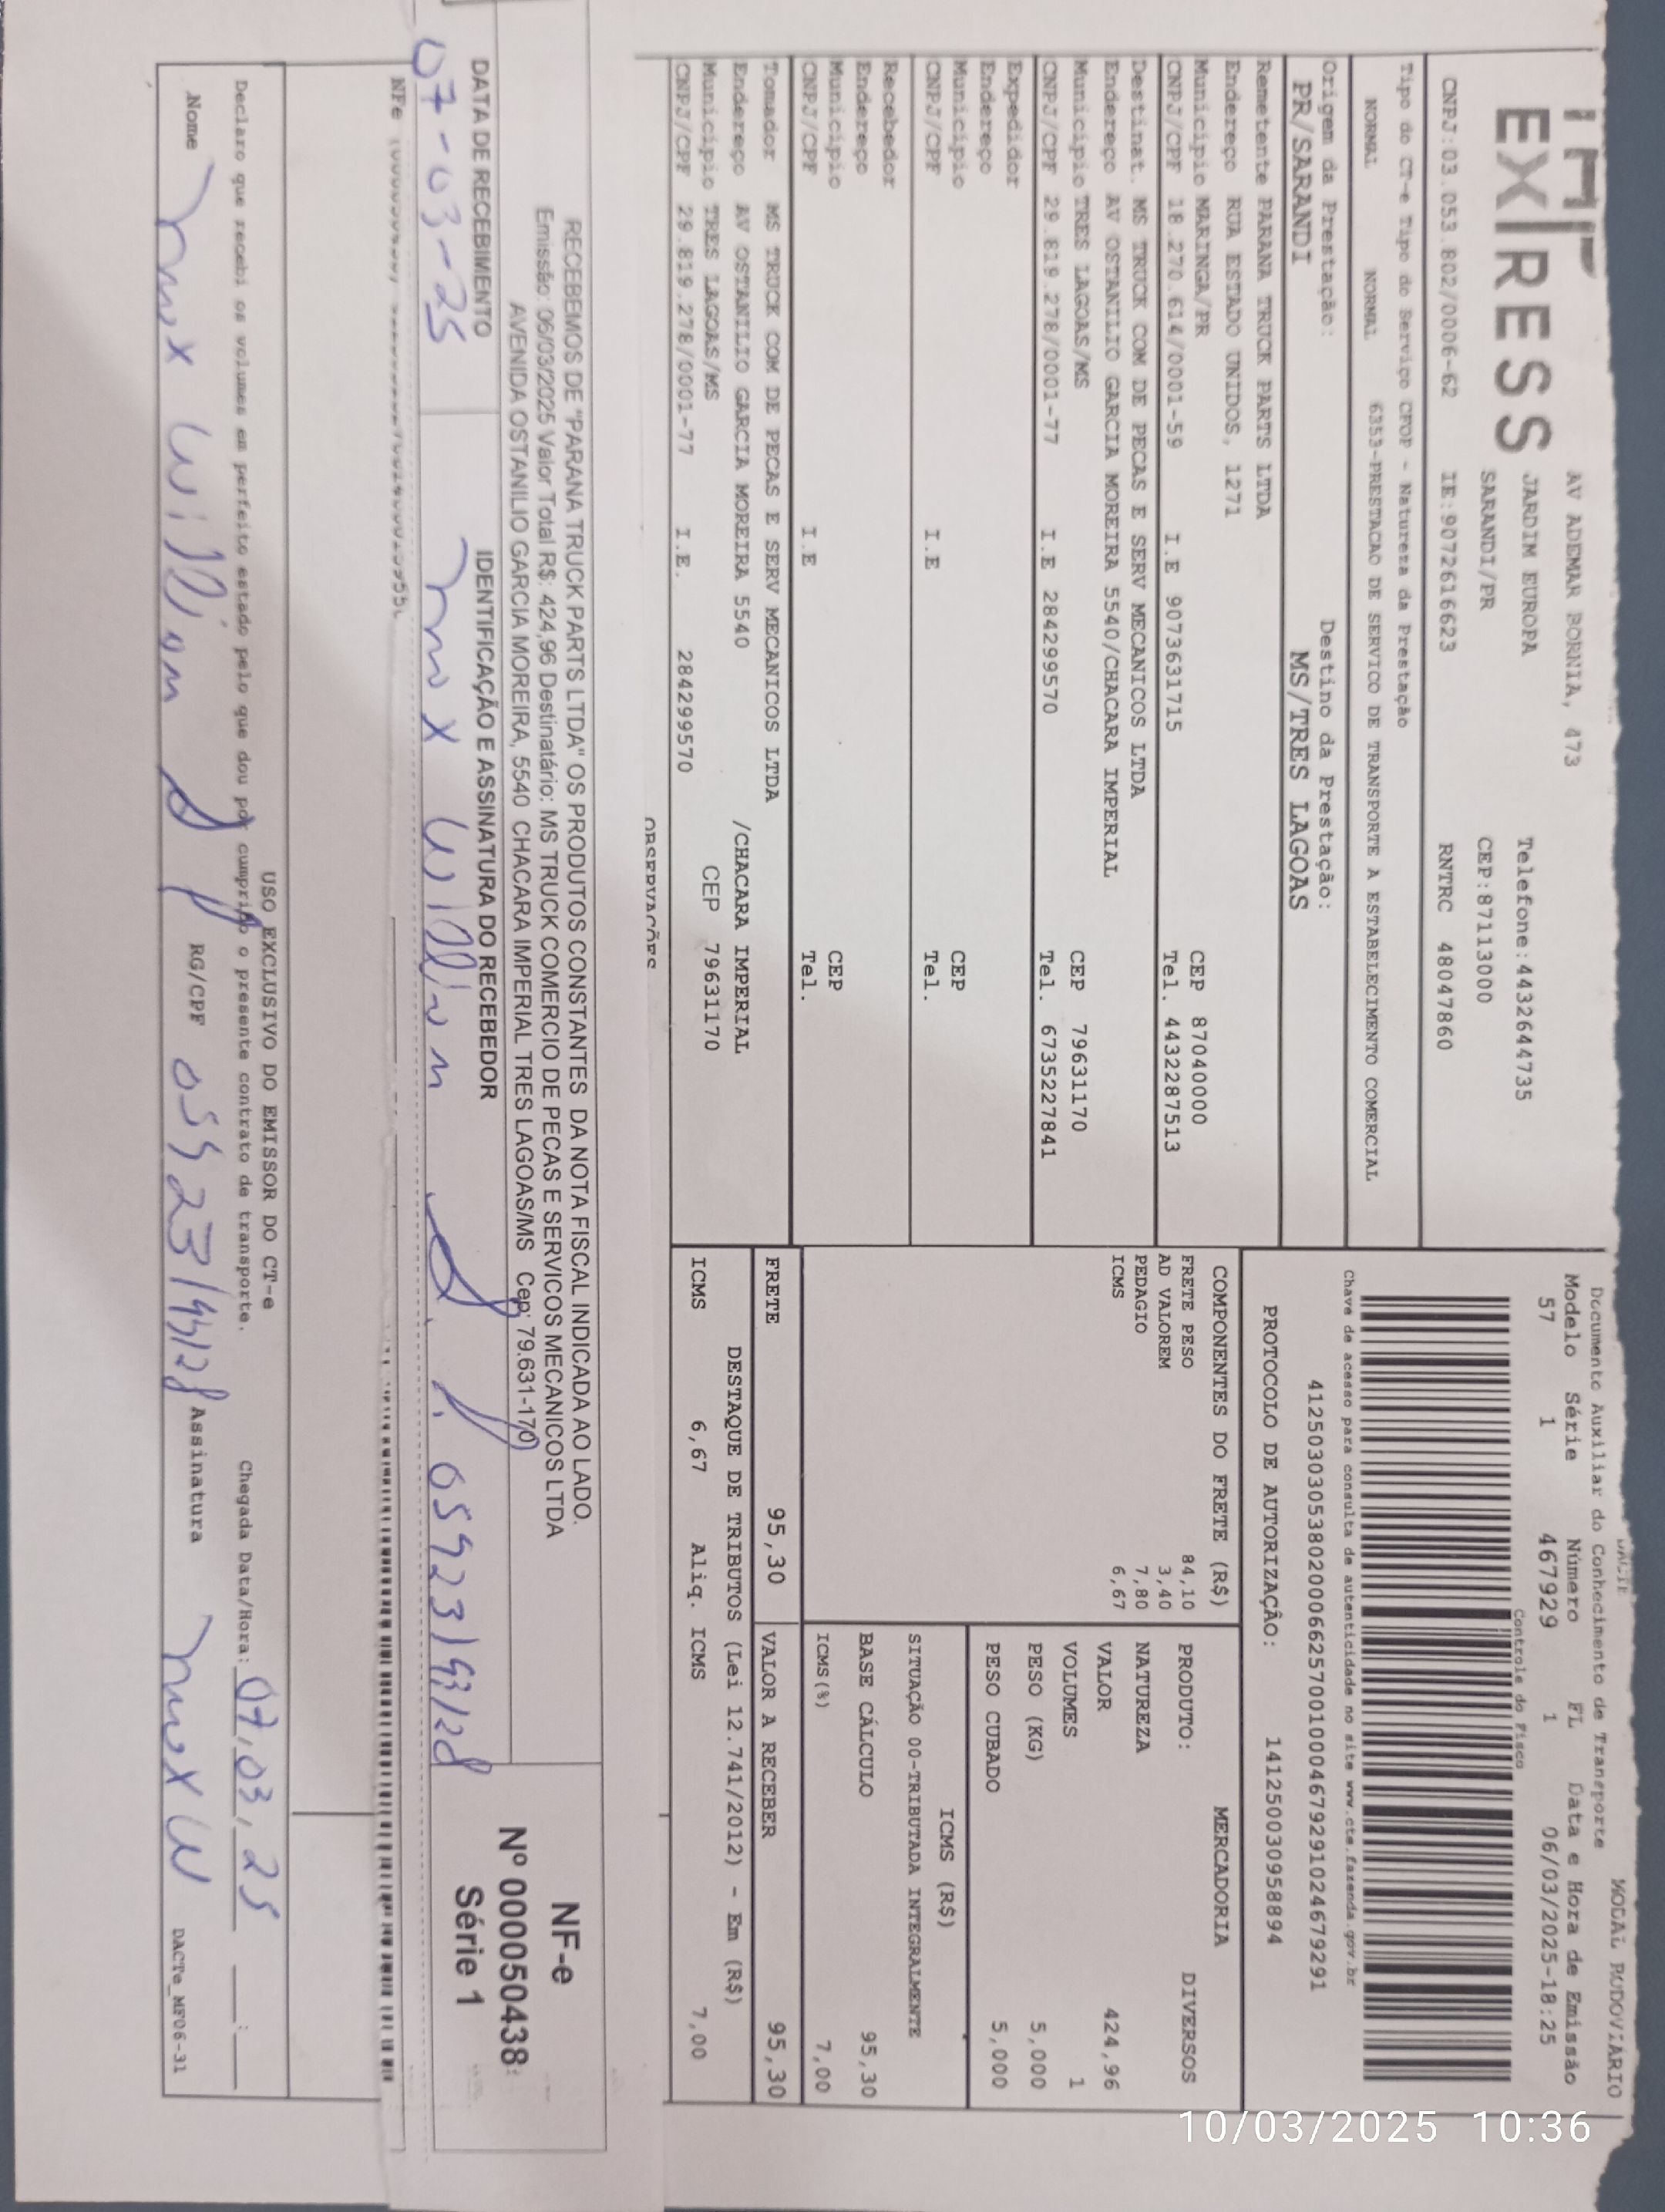 EXPRESS
AV ADEMAR BORNIA, 473
JARDIM EUROPA
Telefone:4432644735
SARANDI/PR
CEP:87113000
CNPJ:03.053.802/0006-62
IE:9072616623
RNTRC 48047860
Tipo do CT-e Tipo do Serviço CFOP - Natureza da Prestação
NORMAL NORMAL 6353-PRESTACAO DE SERVICO DE TRANSPORTE A ESTABELECIMENTO COMERCIAL
Origem da Prestação: Destino da Prestação:
PR/SARANDI MS/TRES LAGOAS
DACTE
MODAL RODOVIÁRIO
Documento Auxiliar do Conhecimento de Transporte
Modelo Série Número FL Data e Hora de Emissão
57 1 467929 1 06/03/2025-18:25
Controle do Fisco
Chave de acesso para consulta de autenticidade no site www.cte.fazenda.gov.br
41250303053802000662570010004679291024679291
PROTOCOLO DE AUTORIZAÇÃO: 141250030958894
Remetente PARANA TRUCK PARTS LTDA
Endereço RUA ESTADO UNIDOS, 1271
Município MARINGA/PR CEP 87040000
CNPJ/CPF 18.270.614/0001-59 I.E 9073631715 Tel. 4432287513
Destinat. MS TRUCK COM DE PECAS E SERV MECANICOS LTDA
Endereço AV OSTANILIO GARCIA MOREIRA 5540/CHACARA IMPERIAL
Município TRES LAGOAS/MS CEP 79631170
CNPJ/CPF 29.819.278/0001-77 I.E 284299570 Tel. 6735227841
Expedidor
Endereço
Município CEP
CNPJ/CPF I.E Tel.
Recebedor
Endereço
Município CEP
CNPJ/CPF I.E Tel.
Tomador MS TRUCK COM DE PECAS E SERV MECANICOS LTDA
Endereço AV OSTANILIO GARCIA MOREIRA 5540 /CHACARA IMPERIAL
Município TRES LAGOAS/MS CEP 79631170
CNPJ/CPF 29.819.278/0001-77 I.E. 284299570
COMPONENTES DO FRETE (R$)
FRETE PESO 84,10
AD VALOREM 3,40
PEDAGIO 7,80
ICMS 6,67
MERCADORIA
PRODUTO: DIVERSOS
NATUREZA
VALOR 424,96
VOLUMES 1
PESO (KG) 5,000
PESO CUBADO 5,000
ICMS (R$)
SITUAÇÃO 00-TRIBUTADA INTEGRALMENTE
BASE CÁLCULO 95,30
ICMS(%) 7,00
FRETE 95,30 VALOR A RECEBER 95,30
DESTAQUE DE TRIBUTOS (Lei 12.741/2012) - Em (R$)
ICMS 6,67 Aliq. ICMS 7,00
OBSERVAÇÕES
RECEBEMOS DE "PARANA TRUCK PARTS LTDA" OS PRODUTOS CONSTANTES DA NOTA FISCAL INDICADA AO LADO.
Emissão: 06/03/2025 Valor Total R$: 424,96 Destinatário: MS TRUCK COMERCIO DE PECAS E SERVICOS MECANICOS LTDA
AVENIDA OSTANILIO GARCIA MOREIRA, 5540 CHACARA IMPERIAL TRES LAGOAS/MS Cep: 79.631-170
DATA DE RECEBIMENTO IDENTIFICAÇÃO E ASSINATURA DO RECEBEDOR
07-03-25 Max William
NF-e
Nº 000050438
Série 1
NFe
USO EXCLUSIVO DO EMISSOR DO CT-e
Declaro que recebi os volumes em perfeito estado pelo que dou por cumprido o presente contrato de transporte.
Chegada Data/Hora: 07,03,25 __:__
Nome Max William RG/CPF Assinatura Max W
DACTe_MF06-31
10/03/2025 10:36